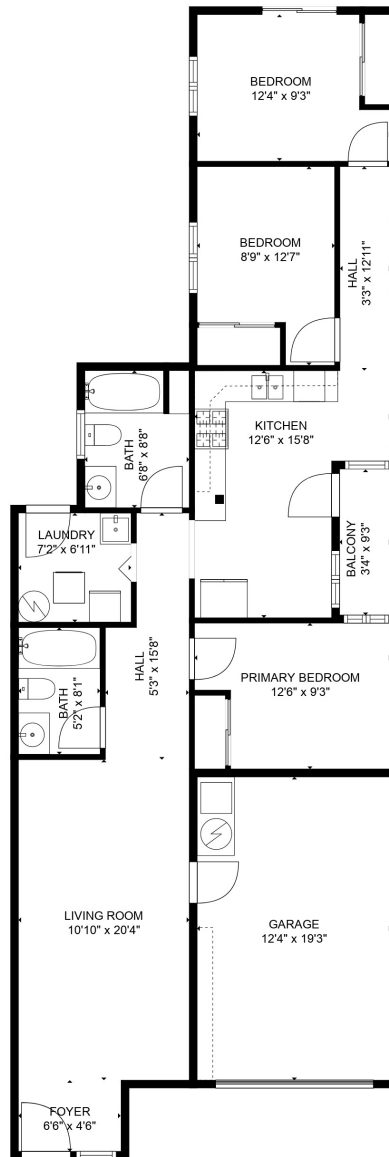 BEDROOM
12'4" x 9'3"
BEDROOM
8'9" x 12'7"
HALL
3'3" x 12'11"
KITCHEN
12'6" x 15'8"
BATH
6'8" x 8'8"
BALCONY
3'4" x 9'3"
LAUNDRY
7'2" x 6'11"
HALL
5'3" x 15'8"
BATH
5'2" x 8'1"
PRIMARY BEDROOM
12'6" x 9'3"
LIVING ROOM
10'10" x 20'4"
GARAGE
12'4" x 19'3"
FOYER
6'6" x 4'6"